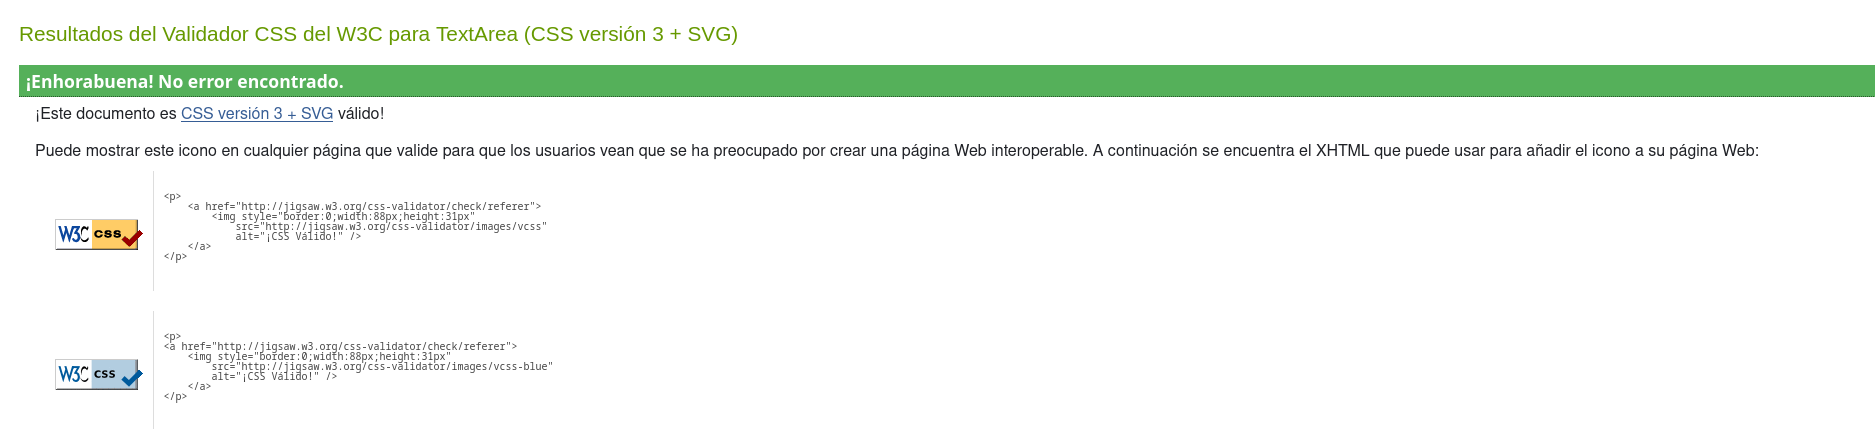 Resultados del Validador CSS del W3C para TextArea (CSS versión 3 + SVG)
¡Enhorabuena! No error encontrado.
¡Este documento es CSS versión 3 + SVG válido!
Puede mostrar este icono en cualquier página que valide para que los usuarios vean que se ha preocupado por crear una página Web interoperable. A continuación se encuentra el XHTML que puede usar para añadir el icono a su página Web:
<p>
<a href="http://jigsaw.w3.org/css-validator/check/referer">
<img style="border:0;width:88px;height:31px"
src="http://jigsaw.w3.org/css-validator/images/vcss"
W3C css
alt="¡CSS Válido!" />
</a>
</p>
<p>
<a href="http://jigsaw.w3.org/css-validator/check/referer">
<img style="border:0;width:88px;height:31px"
src="http://jigsaw.w3.org/css-validator/images/vcss-blue"
W3C css
alt="¡CSS Válido!" />
</a>
</p>